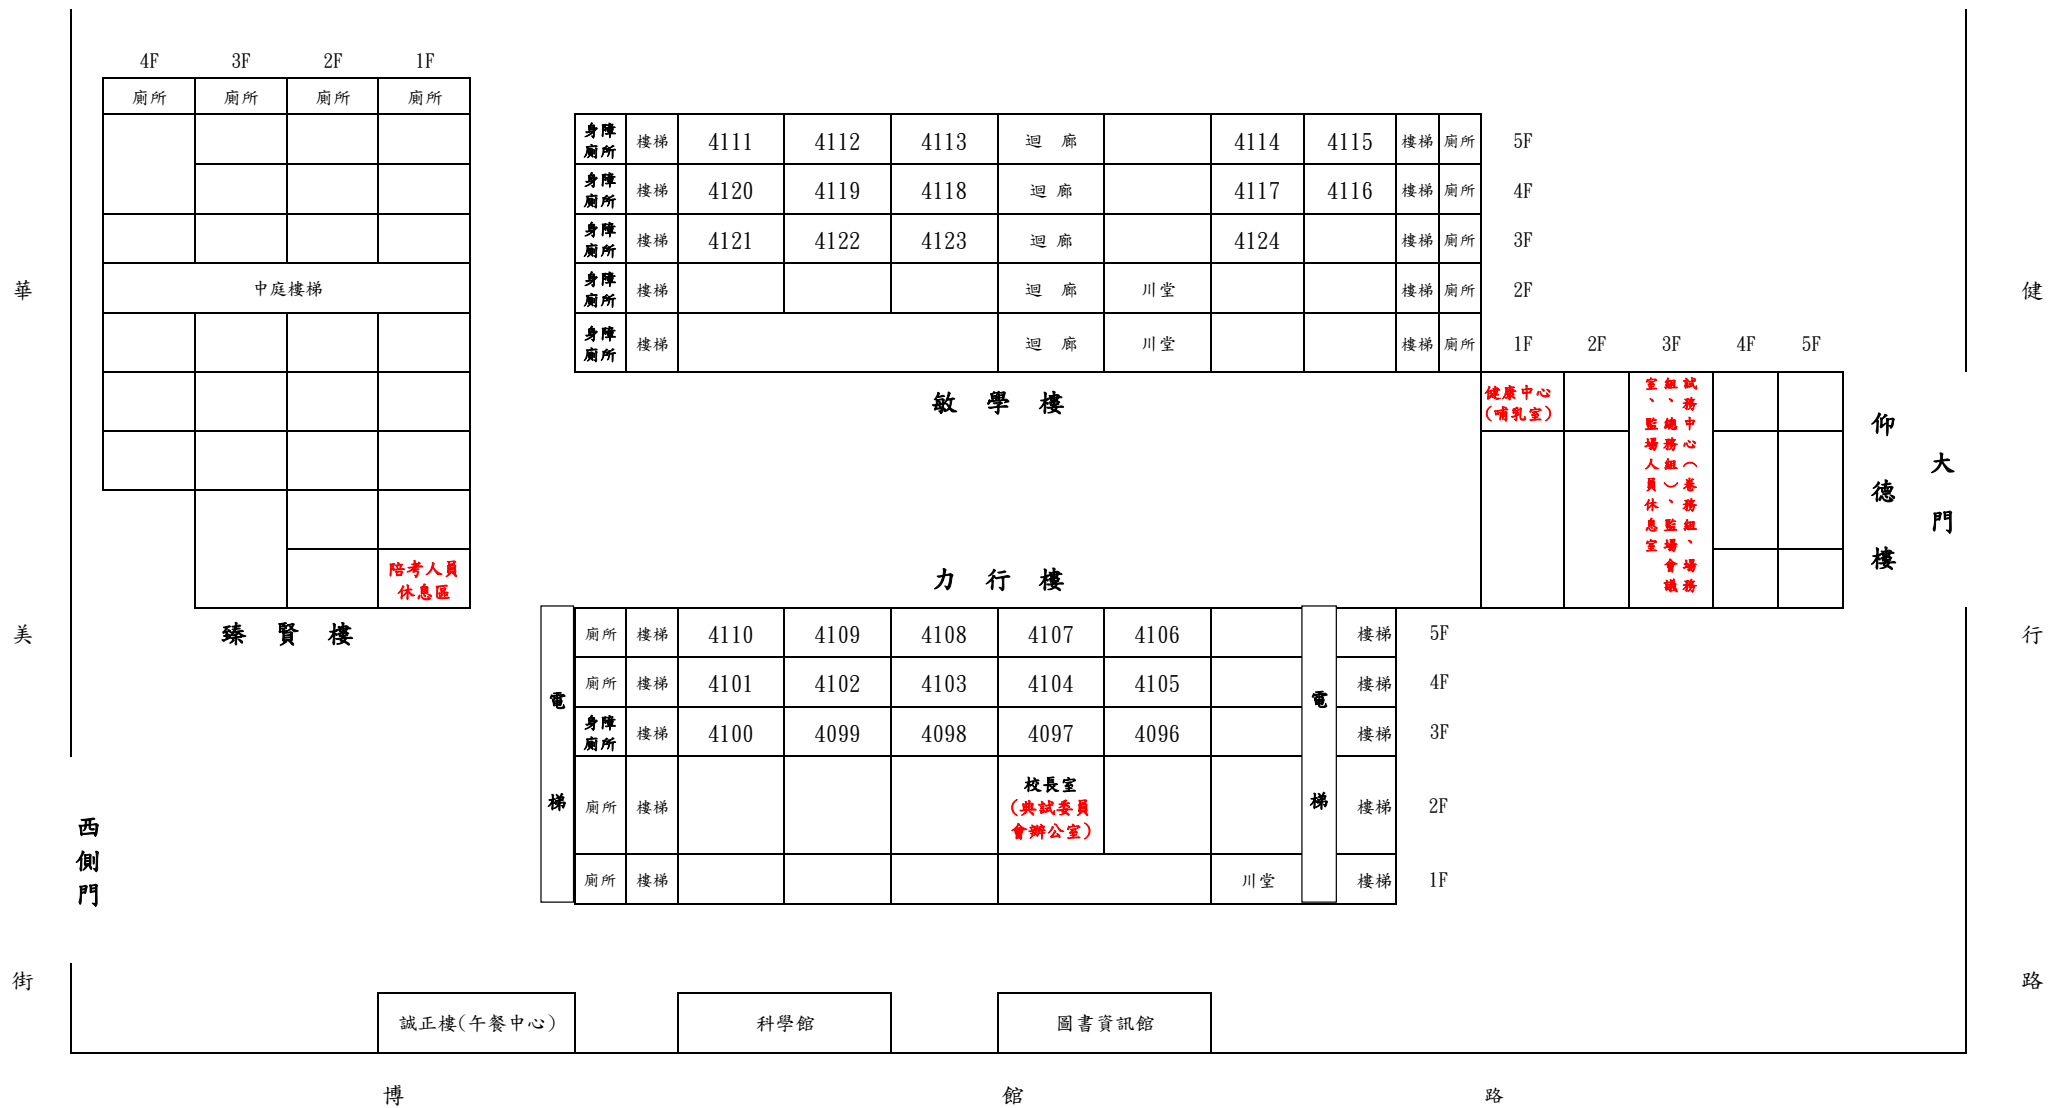 4F 3F 2F 1F
廁所 廁所 廁所 廁所
中庭樓梯
陪考人員
休息區
臻賢樓
身障廁所 樓梯 4111 4112 4113 迴廊 4114 4115 樓梯 廁所 5F
身障廁所 樓梯 4120 4119 4118 迴廊 4117 4116 樓梯 廁所 4F
身障廁所 樓梯 4121 4122 4123 迴廊 4124 樓梯 廁所 3F
身障廁所 樓梯 迴廊 川堂 樓梯 廁所 2F
身障廁所 樓梯 迴廊 川堂 樓梯 廁所 1F
敏學樓
2F 3F 4F 5F
健康中心
(哺乳室)
試務中心（卷務組、場務
組、總務組）、監場會議
室、監場人員休息室
仰德樓
大門
力行樓
電梯
廁所 樓梯 4110 4109 4108 4107 4106 樓梯 5F
廁所 樓梯 4101 4102 4103 4104 4105 樓梯 4F
身障廁所 樓梯 4100 4099 4098 4097 4096 樓梯 3F
廁所 樓梯 校長室 樓梯 2F
(典試委員
會辦公室)
廁所 樓梯 川堂 樓梯 1F
電梯
西側門
誠正樓(午餐中心) 科學館 圖書資訊館
華美街
健行路
博館路